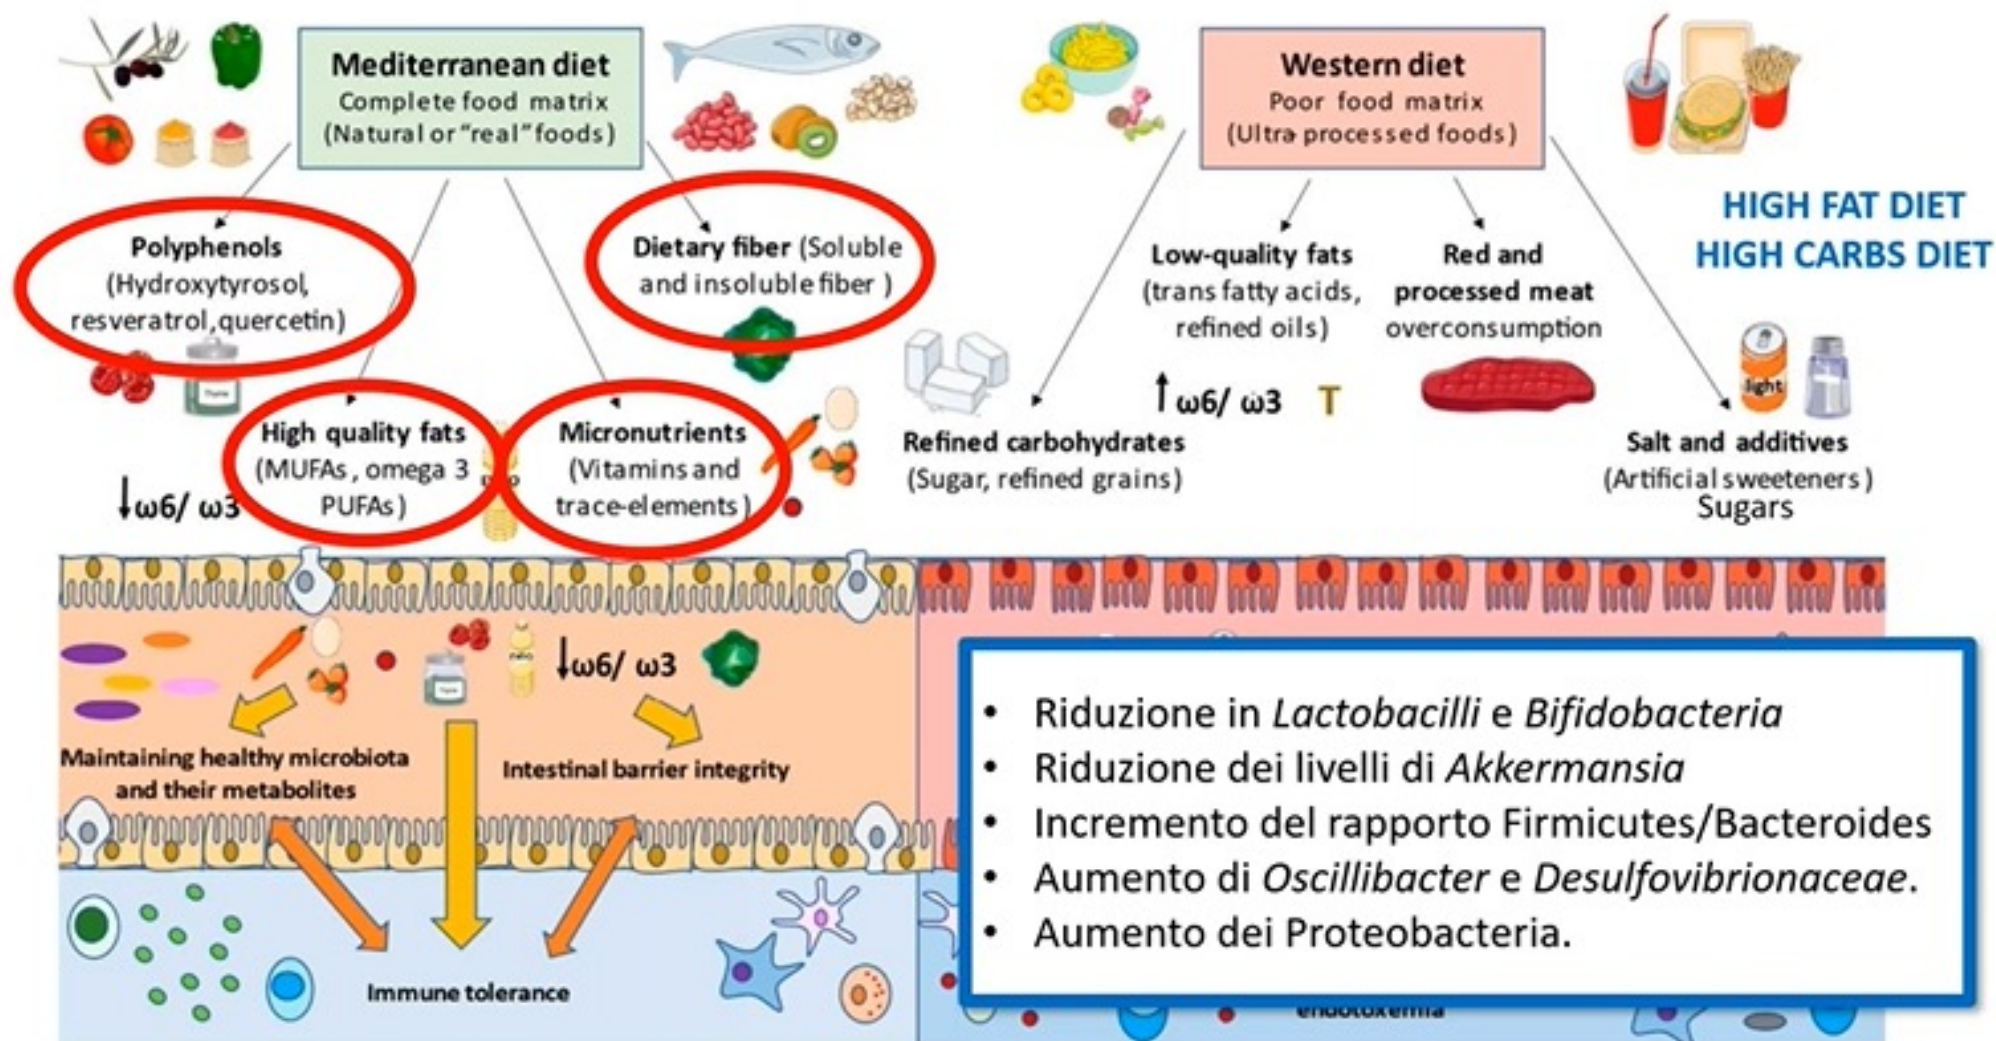 Mediterranean diet
Complete food matrix
(Natural or “real” foods)
Western diet
Poor food matrix
(Ultra processed foods)
HIGH FAT DIET
HIGH CARBS DIET
Polyphenols
(Hydroxytyrosol,
resveratrol, quercetin)
Dietary fiber (Soluble
and insoluble fiber )
High quality fats
(MUFAs , omega 3
PUFAs)
Micronutrients
(Vitamins and
trace-elements)
↓ω6/ ω3
Low-quality fats
(trans fatty acids,
refined oils)
↑ω6/ ω3
T
Red and
processed meat
overconsumption
Refined carbohydrates
(Sugar, refined grains)
light
Salt and additives
(Artificial sweeteners)
Sugars
↓ω6/ ω3
Maintaining healthy microbiota
and their metabolites
Intestinal barrier integrity
Immune tolerance
• Riduzione in Lactobacilli e Bifidobacteria
• Riduzione dei livelli di Akkermansia
• Incremento del rapporto Firmicutes/Bacteroides
• Aumento di Oscillibacter e Desulfovibrionaceae.
• Aumento dei Proteobacteria.
endotoxemia